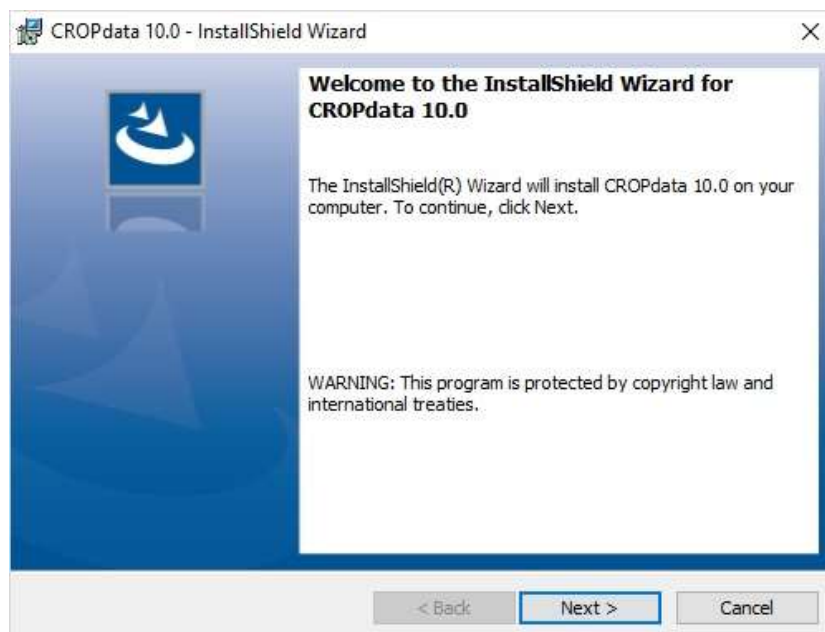 CROPdata 10.0 - InstallShield Wizard
Welcome to the InstallShield Wizard for
CROPdata 10.0
The InstallShield(R) Wizard will install CROPdata 10.0 on your
computer. To continue, click Next.
WARNING: This program is protected by copyright law and
international treaties.
< Back
Next >
Cancel